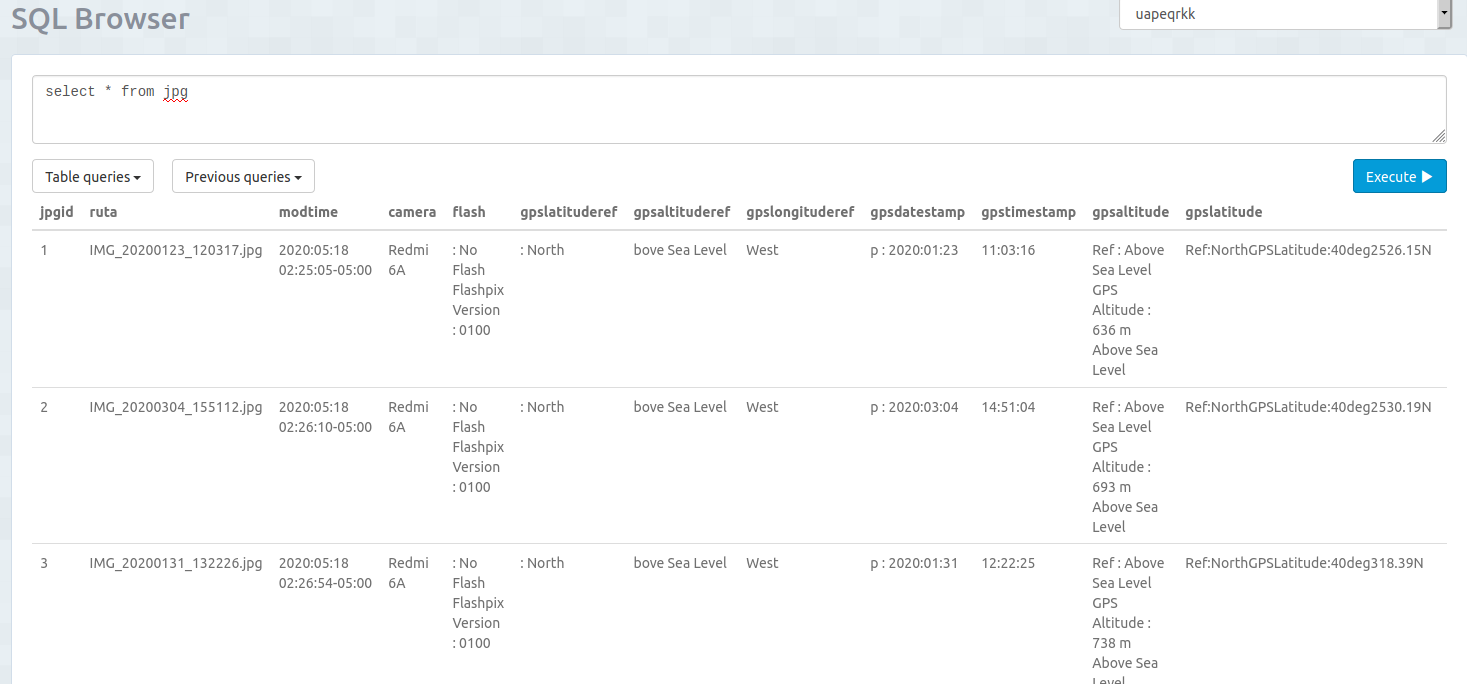 SQL Browser
uapeqrkk
select * from jpg
Table queries
Previous queries
Execute
jpgid ruta modtime camera flash gpslatituderef gpsaltituderef gpslongituderef gpsdatestamp gpstimestamp gpsaltitude gpslatitude
1 IMG_20200123_120317.jpg 2020:05:18 Redmi : No : North bove Sea Level West p : 2020:01:23 11:03:16 Ref : Above Ref:NorthGPSLatitude:40deg2526.15N
02:25:05-05:00 6A Flash Sea Level
Flashpix GPS
Version Altitude :
: 0100 636 m
Above Sea
Level
2 IMG_20200304_155112.jpg 2020:05:18 Redmi : No : North bove Sea Level West p : 2020:03:04 14:51:04 Ref : Above Ref:NorthGPSLatitude:40deg2530.19N
02:26:10-05:00 6A Flash Sea Level
Flashpix GPS
Version Altitude :
: 0100 693 m
Above Sea
Level
3 IMG_20200131_132226.jpg 2020:05:18 Redmi : No : North bove Sea Level West p : 2020:01:31 12:22:25 Ref : Above Ref:NorthGPSLatitude:40deg318.39N
02:26:54-05:00 6A Flash Sea Level
Flashpix GPS
Version Altitude :
: 0100 738 m
Above Sea
Level